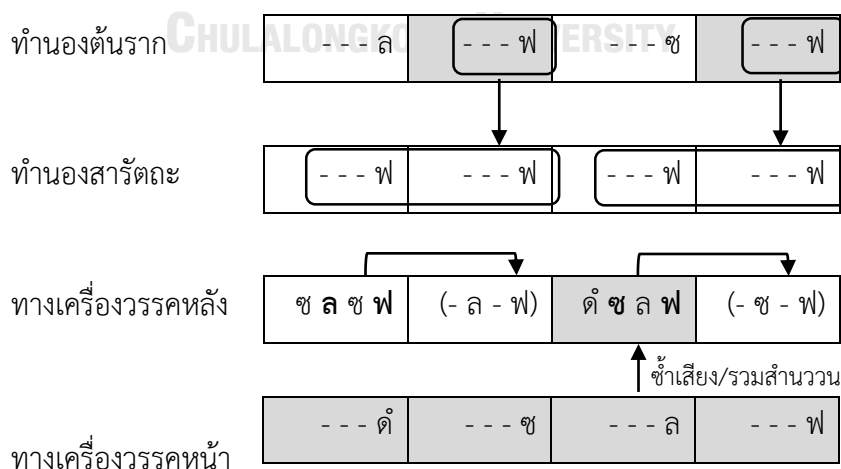 CHULALONGKORN UNIVERSITY
ทำนองต้นราก - - - ล - - - ฟ - - - ซ - - - ฟ
ทำนองสารัตถะ - - - ฟ - - - ฟ - - - ฟ - - - ฟ
ทางเครื่องวรรคหลัง ซ ล ซ ฟ (- ล - ฟ) ดํ ซ ล ฟ (- ซ - ฟ)
ซ้ำเสียง/รวมสำนววน
ทางเครื่องวรรคหน้า - - - ดํ - - - ซ - - - ล - - - ฟ